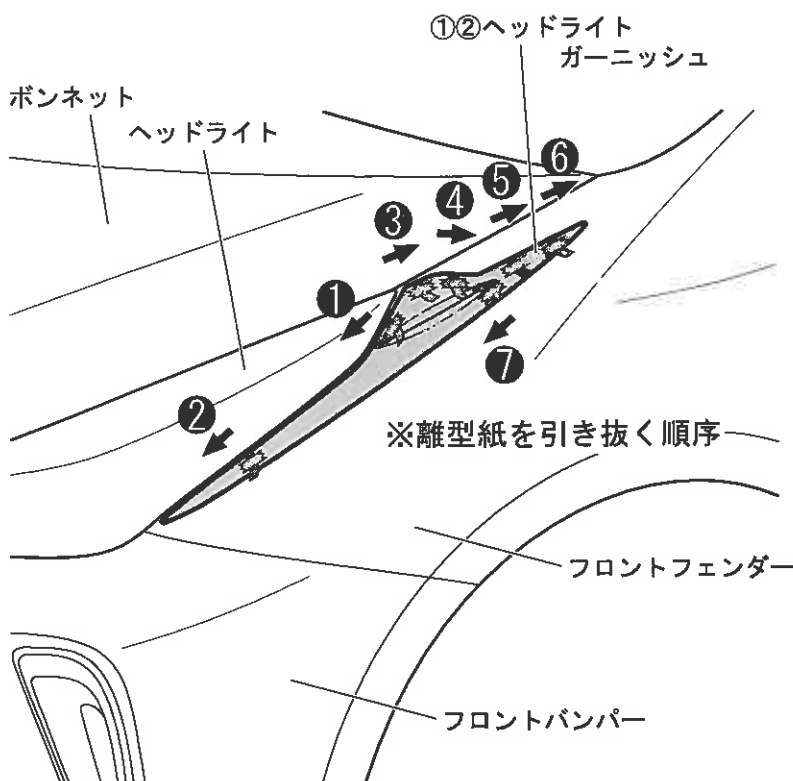 ①②ヘッドライト
ガーニッシュ
ボンネット
ヘッドライト
❻
❺
❹
❸
❶
❼
❷
※離型紙を引き抜く順序
フロントフェンダー
フロントバンパー